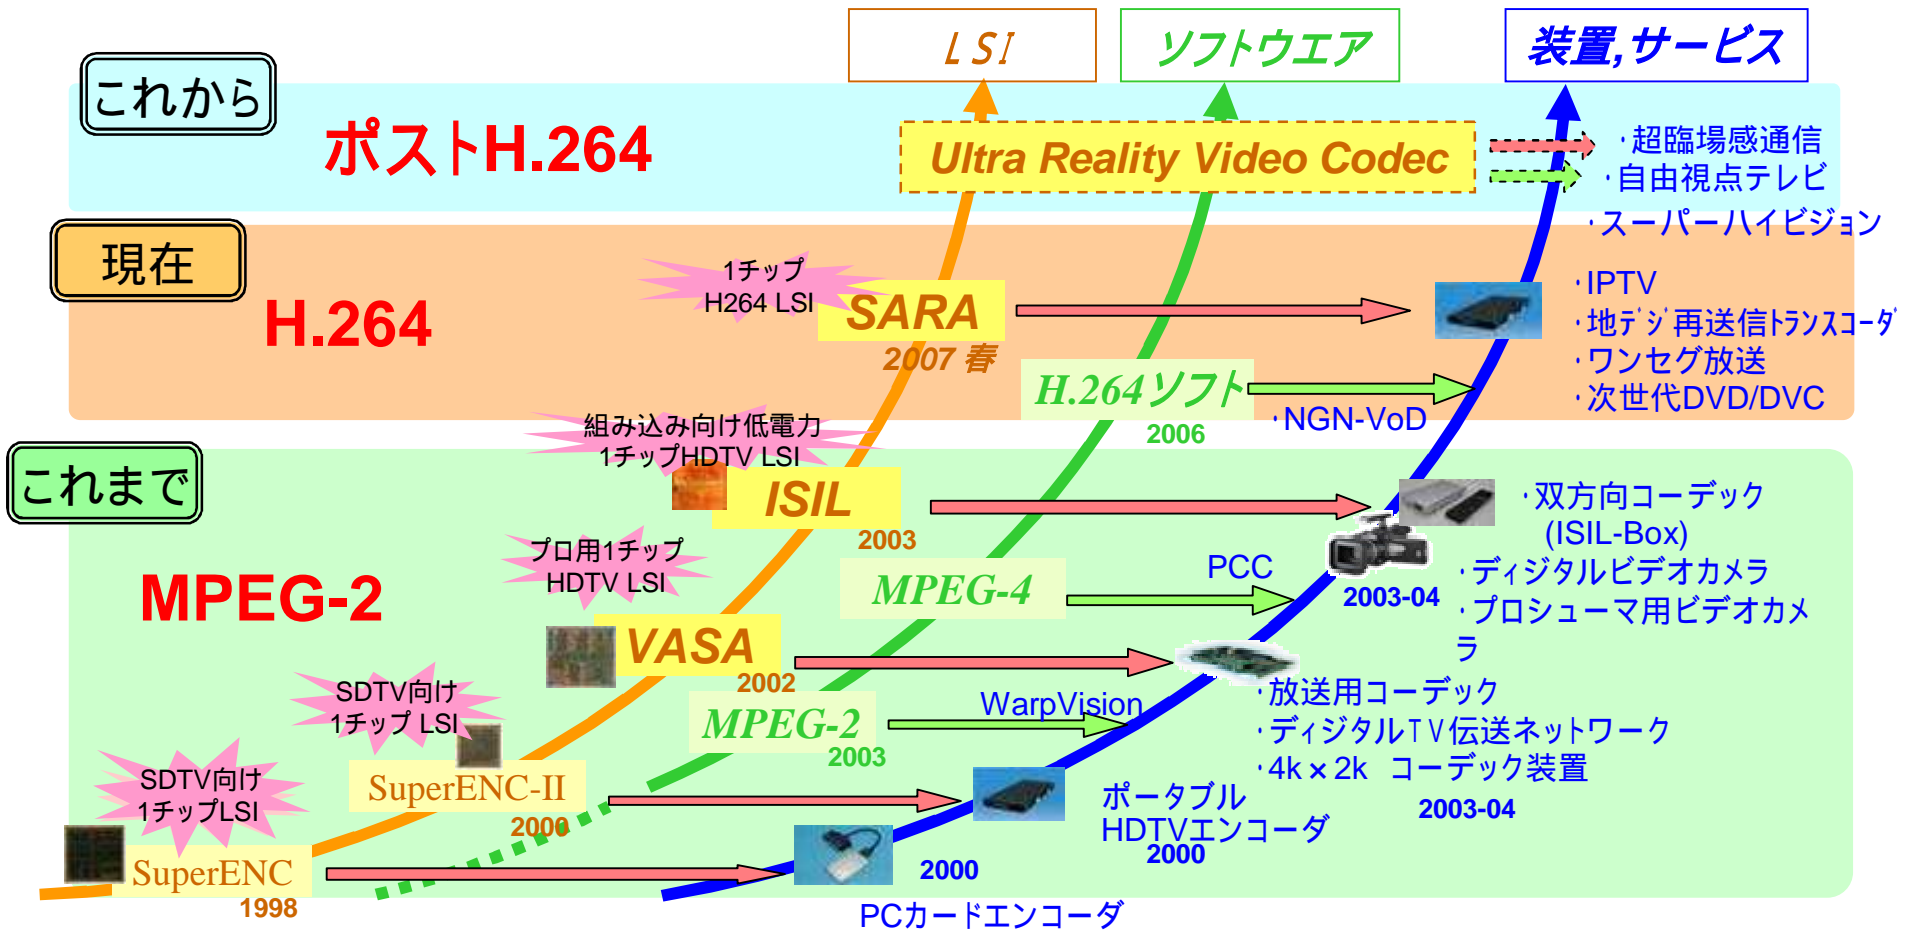 LSI
ソフトウエア
装置,サービス
これから
ポストH.264
Ultra Reality Video Codec
・超臨場感通信
・自由視点テレビ
・スーパーハイビジョン
現在
H.264
1チップ
H264 LSI
SARA
2007 春
・IPTV
・地デジ再送信トランスコーダ
・ワンセグ放送
・次世代DVD/DVC
H.264ソフト
2006
・NGN-VoD
これまで
MPEG-2
組み込み向け低電力
1チップHDTV LSI
ISIL
2003
・双方向コーデック
(ISIL-Box)
・ディジタルビデオカメラ
・プロシューマ用ビデオカメ
ラ
2003-04
プロ用1チップ
HDTV LSI
MPEG-4
PCC
VASA
2002
SDTV向け
1チップ LSI
MPEG-2
2003
WarpVision
・放送用コーデック
・ディジタルTV伝送ネットワーク
・4k×2k コーデック装置
2003-04
SDTV向け
1チップLSI
SuperENC-II
2000
ポータブル
HDTVエンコーダ
2000
SuperENC
1998
2000
PCカードエンコーダ